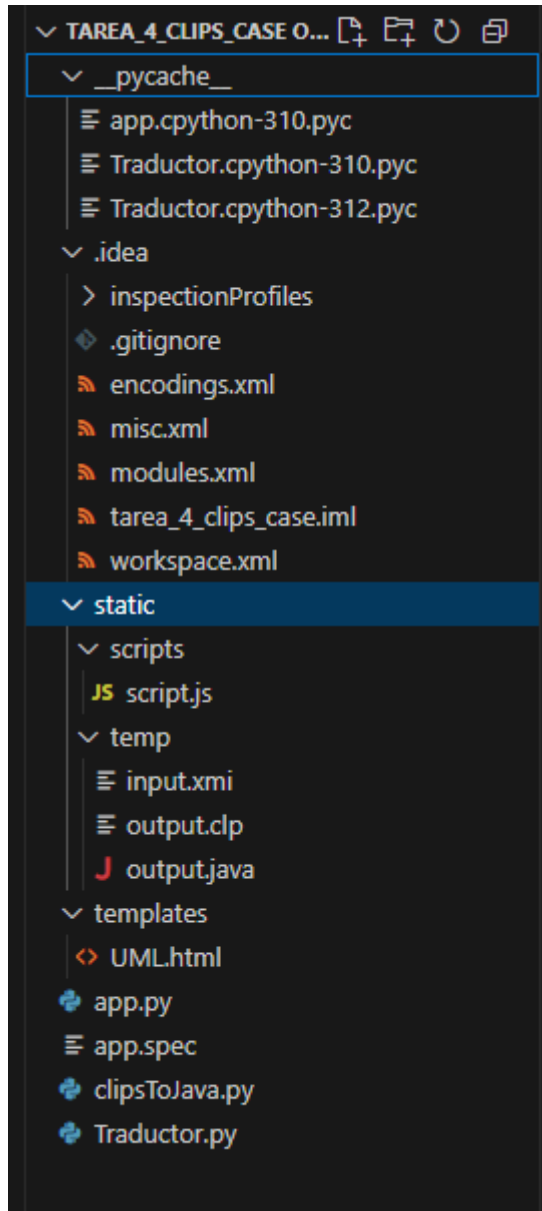 TAREA_4_CLIPS_CASE O...
__pycache__
app.cpython-310.pyc
Traductor.cpython-310.pyc
Traductor.cpython-312.pyc
.idea
inspectionProfiles
.gitignore
encodings.xml
misc.xml
modules.xml
tarea_4_clips_case.iml
workspace.xml
static
scripts
JS script.js
temp
input.xmi
output.clp
J output.java
templates
<> UML.html
app.py
app.spec
clipsToJava.py
Traductor.py